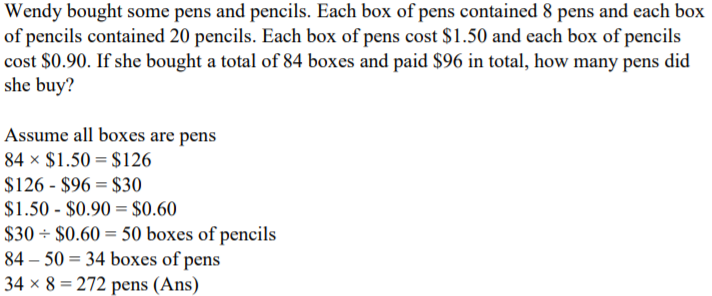 Wendy bought some pens and pencils. Each box of pens contained 8 pens and each box
of pencils contained 20 pencils. Each box of pens cost $1.50 and each box of pencils
cost $0.90. If she bought a total of 84 boxes and paid $96 in total, how many pens did
she buy?
Assume all boxes are pens
84 × $1.50 = $126
$126 - $96 = $30
$1.50 - $0.90 = $0.60
$30 ÷ $0.60 = 50 boxes of pencils
84 – 50 = 34 boxes of pens
34 × 8 = 272 pens (Ans)